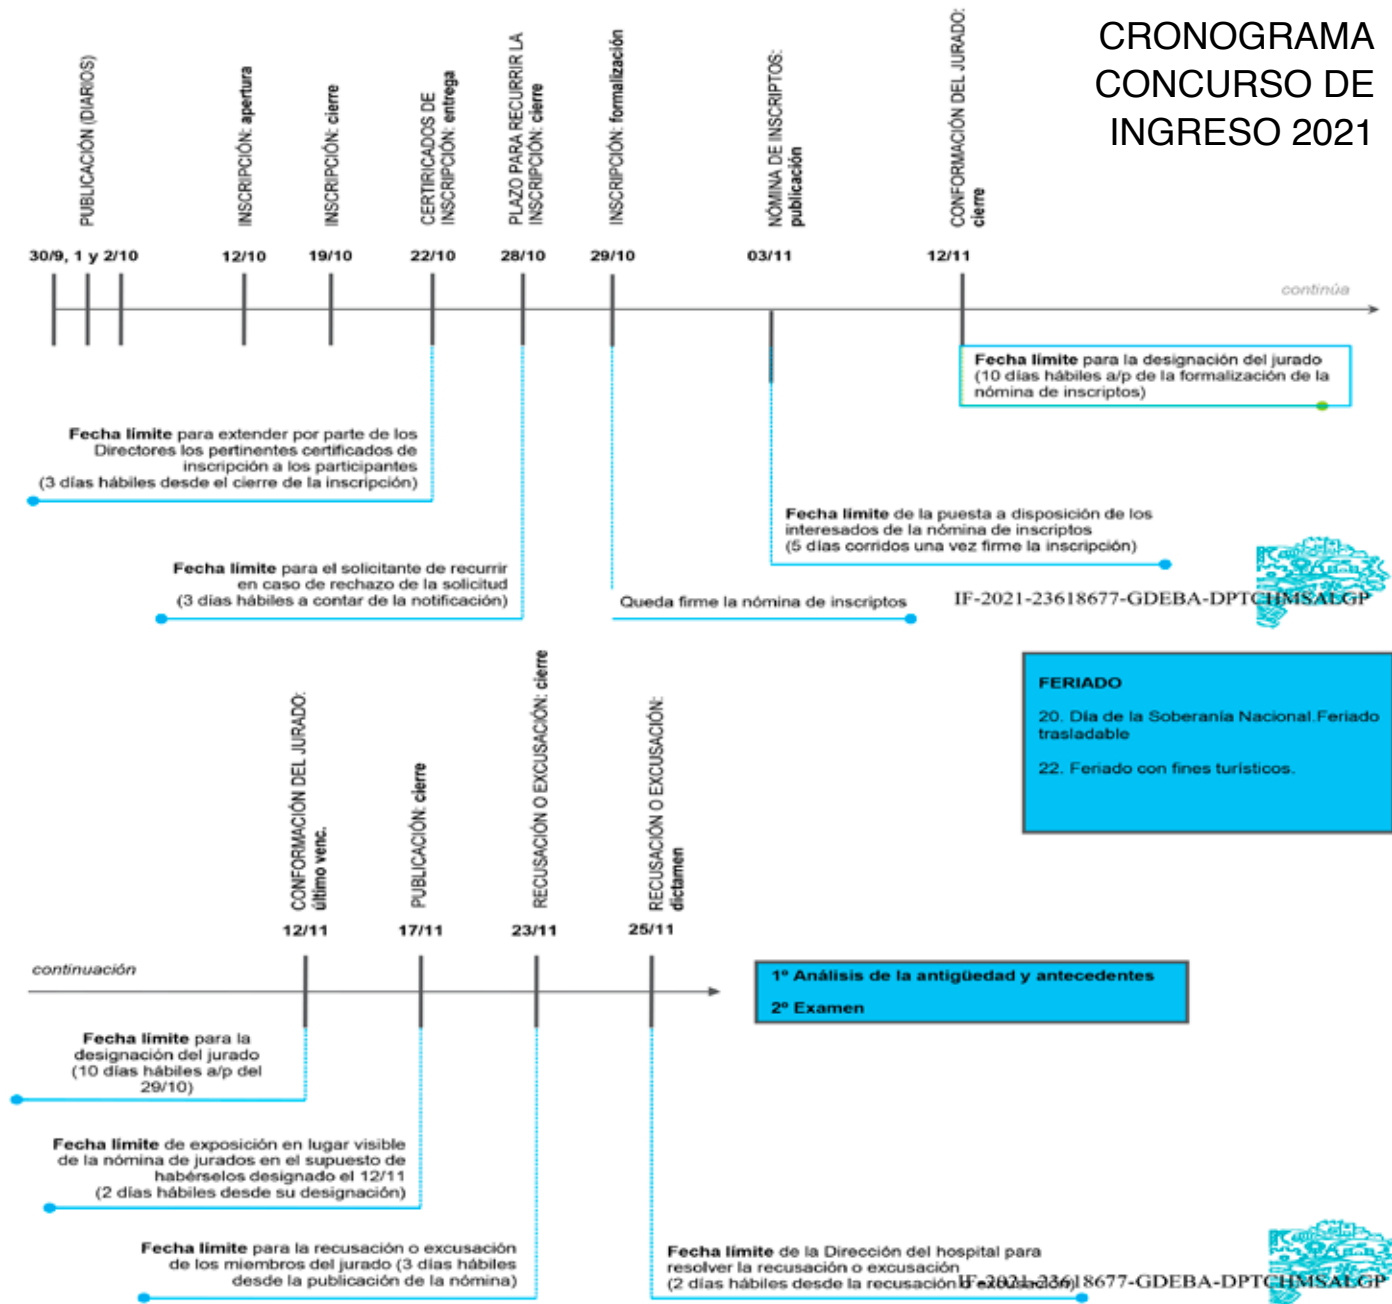 CRONOGRAMA
CONCURSO DE
INGRESO 2021
PUBLICACIÓN (DIARIOS)
INSCRIPCIÓN: apertura
INSCRIPCIÓN: cierre
CERTIRICADOS DE
INSCRIPCIÓN: entrega
PLAZO PARA RECURRIR LA
INSCRIPCIÓN: cierre
INSCRIPCIÓN: formalización
NÓMINA DE INSCRIPTOS:
publicación
CONFORMACIÓN DEL JURADO:
cierre
30/9, 1 y 2/10
12/10
19/10
22/10
28/10
29/10
03/11
12/11
continúa
Fecha límite para la designación del jurado
(10 días hábiles a/p de la formalización de la
nómina de inscriptos)
Fecha límite para extender por parte de los
Directores los pertinentes certificados de
inscripción a los participantes
(3 días hábiles desde el cierre de la inscripción)
Fecha límite de la puesta a disposición de los
interesados de la nómina de inscriptos
(5 días corridos una vez firme la inscripción)
Fecha límite para el solicitante de recurrir
en caso de rechazo de la solicitud
(3 días hábiles a contar de la notificación)
Queda firme la nómina de inscriptos
IF-2021-23618677-GDEBA-DPTCHMSALGP
FERIADO
20. Día de la Soberanía Nacional.Feriado
trasladable
22. Feriado con fines turísticos.
CONFORMACIÓN DEL JURADO:
último venc.
PUBLICACIÓN: cierre
RECUSACIÓN O EXCUSACIÓN: cierre
RECUSACIÓN O EXCUSACIÓN:
dictamen
12/11
17/11
23/11
25/11
continuación
1º Análisis de la antigüedad y antecedentes
2º Examen
Fecha límite para la
designación del jurado
(10 días hábiles a/p del
29/10)
Fecha límite de exposición en lugar visible
de la nómina de jurados en el supuesto de
habérselos designado el 12/11
(2 días hábiles desde su designación)
Fecha límite para la recusación o excusación
de los miembros del jurado (3 días hábiles
desde la publicación de la nómina)
Fecha límite de la Dirección del hospital para
resolver la recusación o excusación
(2 días hábiles desde la recusación o excusación)
IF-2021-23618677-GDEBA-DPTCHMSALGP